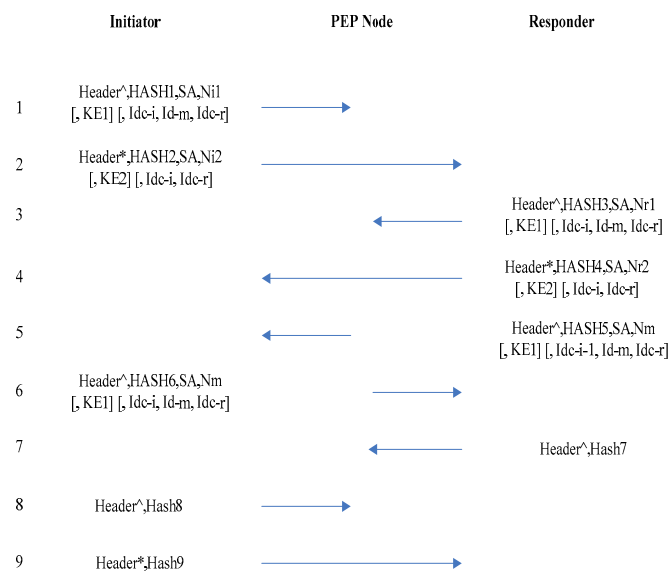 Initiator PEP Node Responder
1
Header^,HASH1,SA,Ni1
[, KE1] [, Idc-i, Id-m, Idc-r]
2
Header*,HASH2,SA,Ni2
[, KE2] [, Idc-i, Idc-r]
3
Header^,HASH3,SA,Nr1
[, KE1] [, Idc-i, Id-m, Idc-r]
4
Header*,HASH4,SA,Nr2
[, KE2] [, Idc-i, Idc-r]
5
Header^,HASH5,SA,Nm
[, KE1] [, Idc-i-1, Id-m, Idc-r]
6
Header^,HASH6,SA,Nm
[, KE1] [, Idc-i, Id-m, Idc-r]
7
Header^,Hash7
8
Header^,Hash8
9
Header*,Hash9